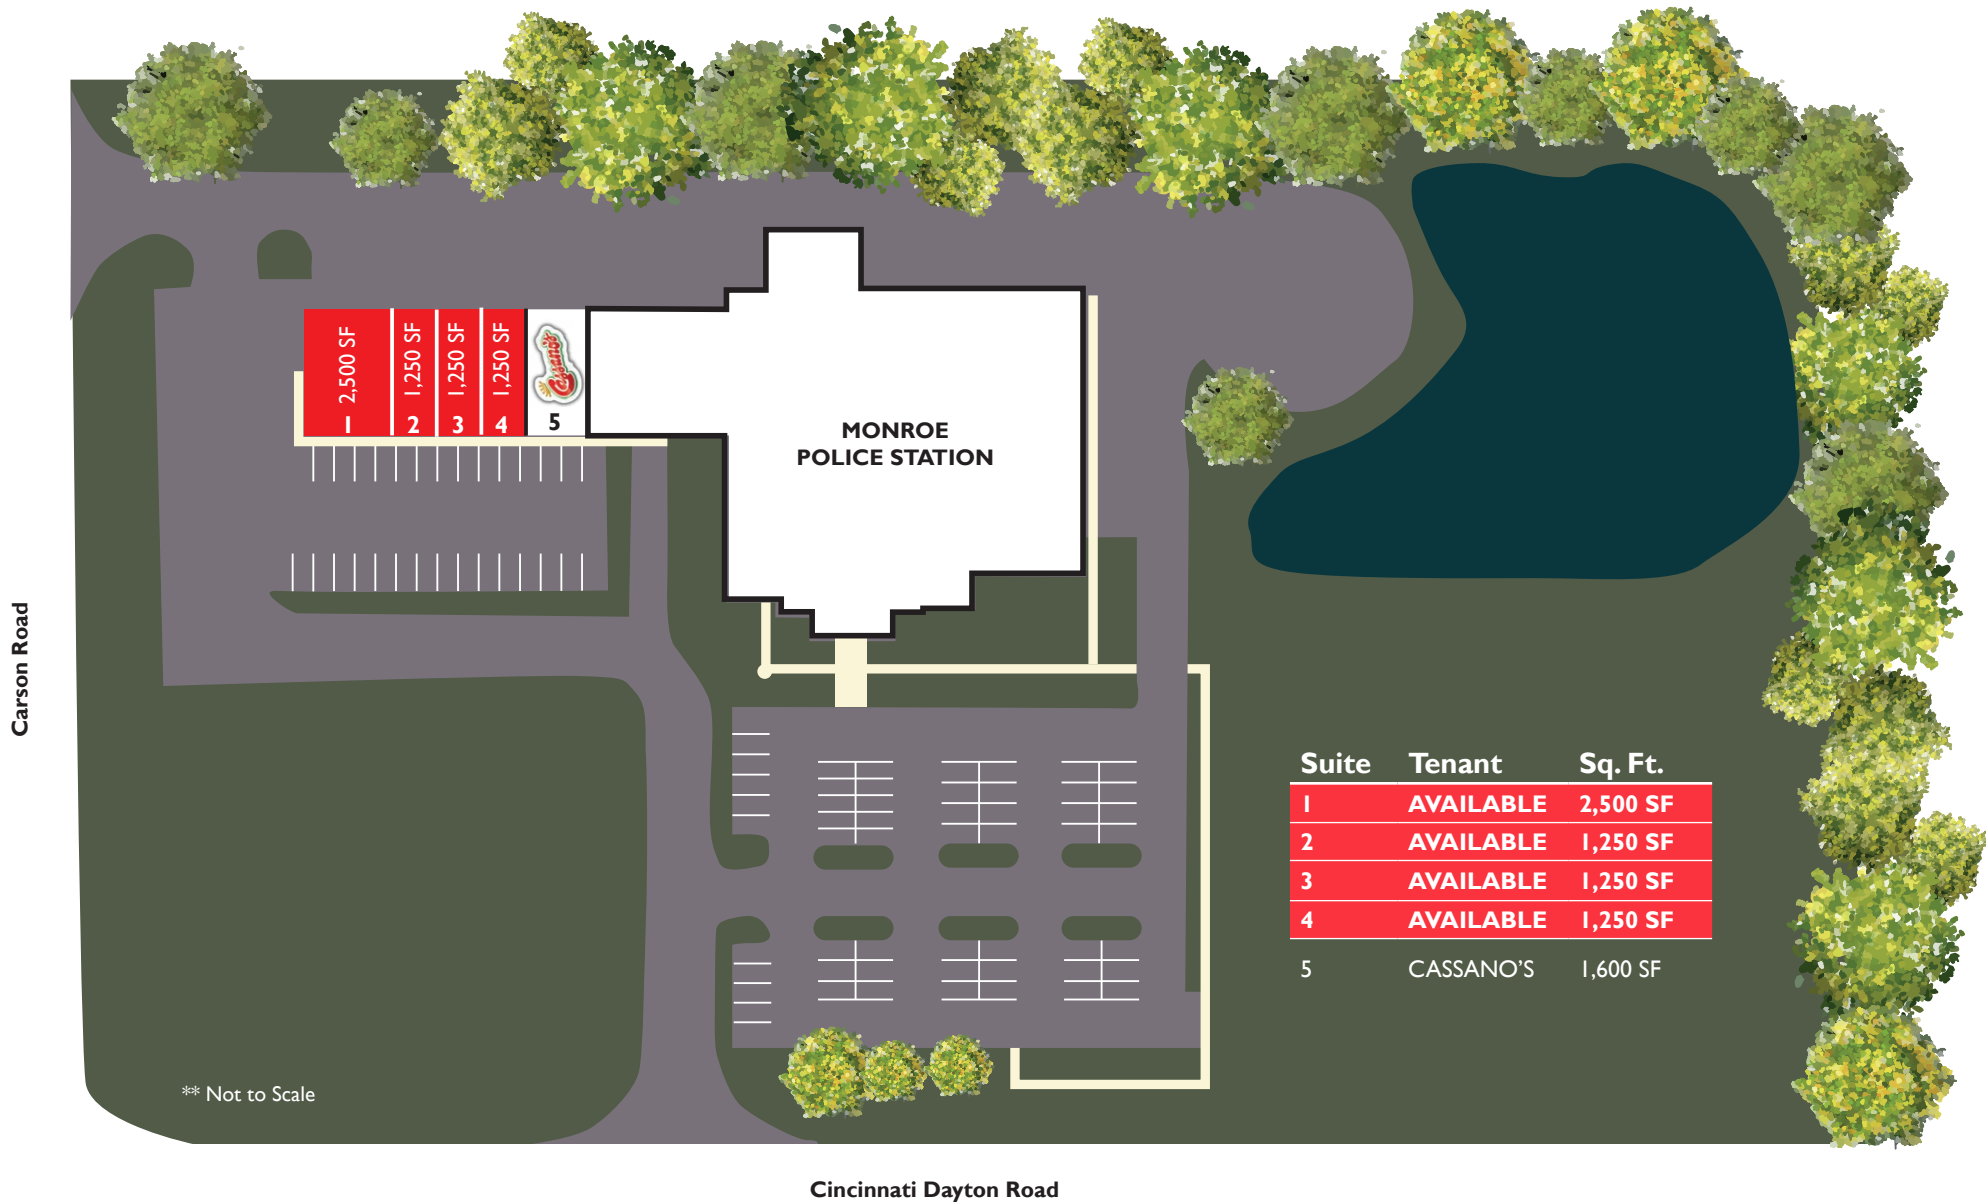 2,500 SF
1,250 SF
1,250 SF
1,250 SF
Cassano's
1
2
3
4
5
MONROE
POLICE STATION
Carson Road
Suite Tenant Sq. Ft.
1 AVAILABLE 2,500 SF
2 AVAILABLE 1,250 SF
3 AVAILABLE 1,250 SF
4 AVAILABLE 1,250 SF
5 CASSANO'S 1,600 SF
** Not to Scale
Cincinnati Dayton Road